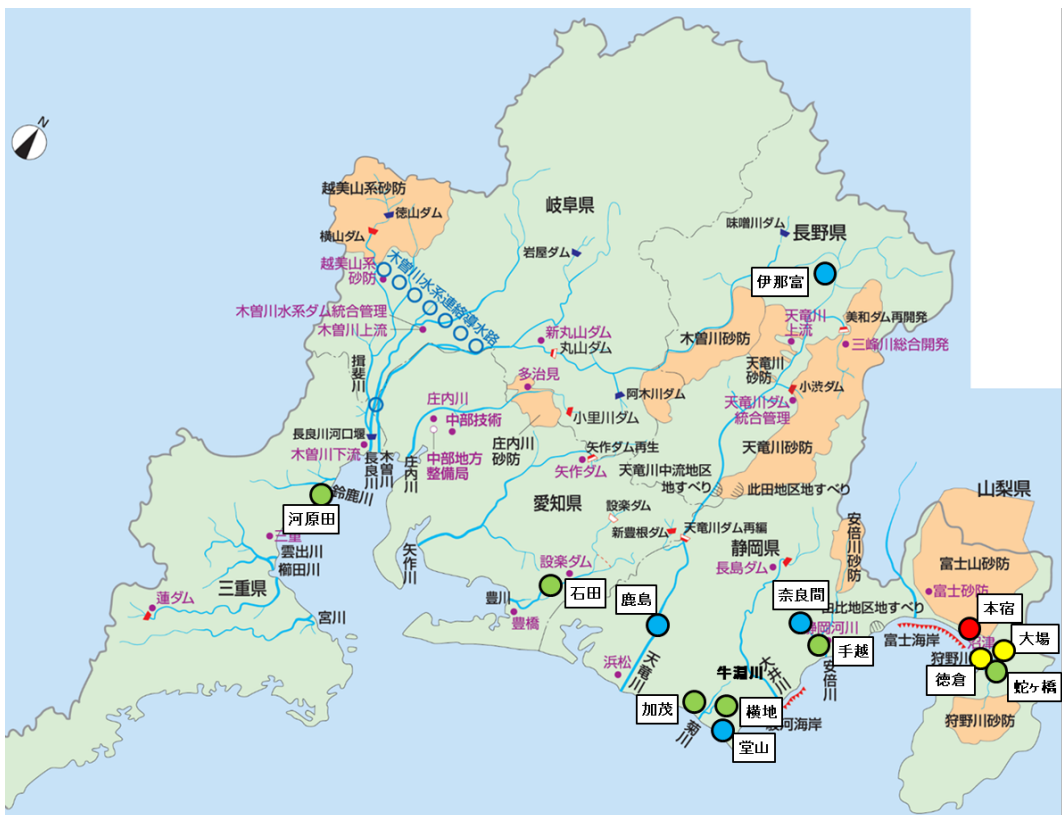 N
越美山系砂防
徳山ダム
横山ダム
越美山系
砂防
木曽川水系連絡導水路
木曽川水系ダム統合管理
木曽川上流
岐阜県
岩屋ダム
味噌川ダム
長野県
伊那富
天竜川
上流
美和ダム再開発
三峰川総合開発
木曽川砂防
新丸山ダム
丸山ダム
天竜川
砂防
小渋ダム
天竜川ダム
統合管理
阿木川ダム
多治見
小里川ダム
揖斐川
庄内川
中部技術
中部地方
整備局
庄内川
砂防
天竜川砂防
長良川河口堰
木曽川下流
長良川
木曽川
庄内川
矢作ダム再生
矢作ダム
天竜川中流地区
地すべり
此田地区地すべり
鈴鹿川
河原田
愛知県
設楽ダム
新豊根ダム
天竜川ダム再編
山梨県
三重
雲出川
櫛田川
三重県
蓮ダム
宮川
矢作川
設楽ダム
石田
豊川
豊橋
鹿島
静岡県
長島ダム
安倍川砂防
奈良間
由比地区地すべり
静岡河川
手越
安倍川
富士山砂防
富士砂防
本宿
富士海岸
沼津
大場
狩野川
徳倉
蛇ヶ橋
狩野川砂防
浜松
天竜川
牛淵川
大井川
加茂
横地
駿河海岸
菊川
堂山